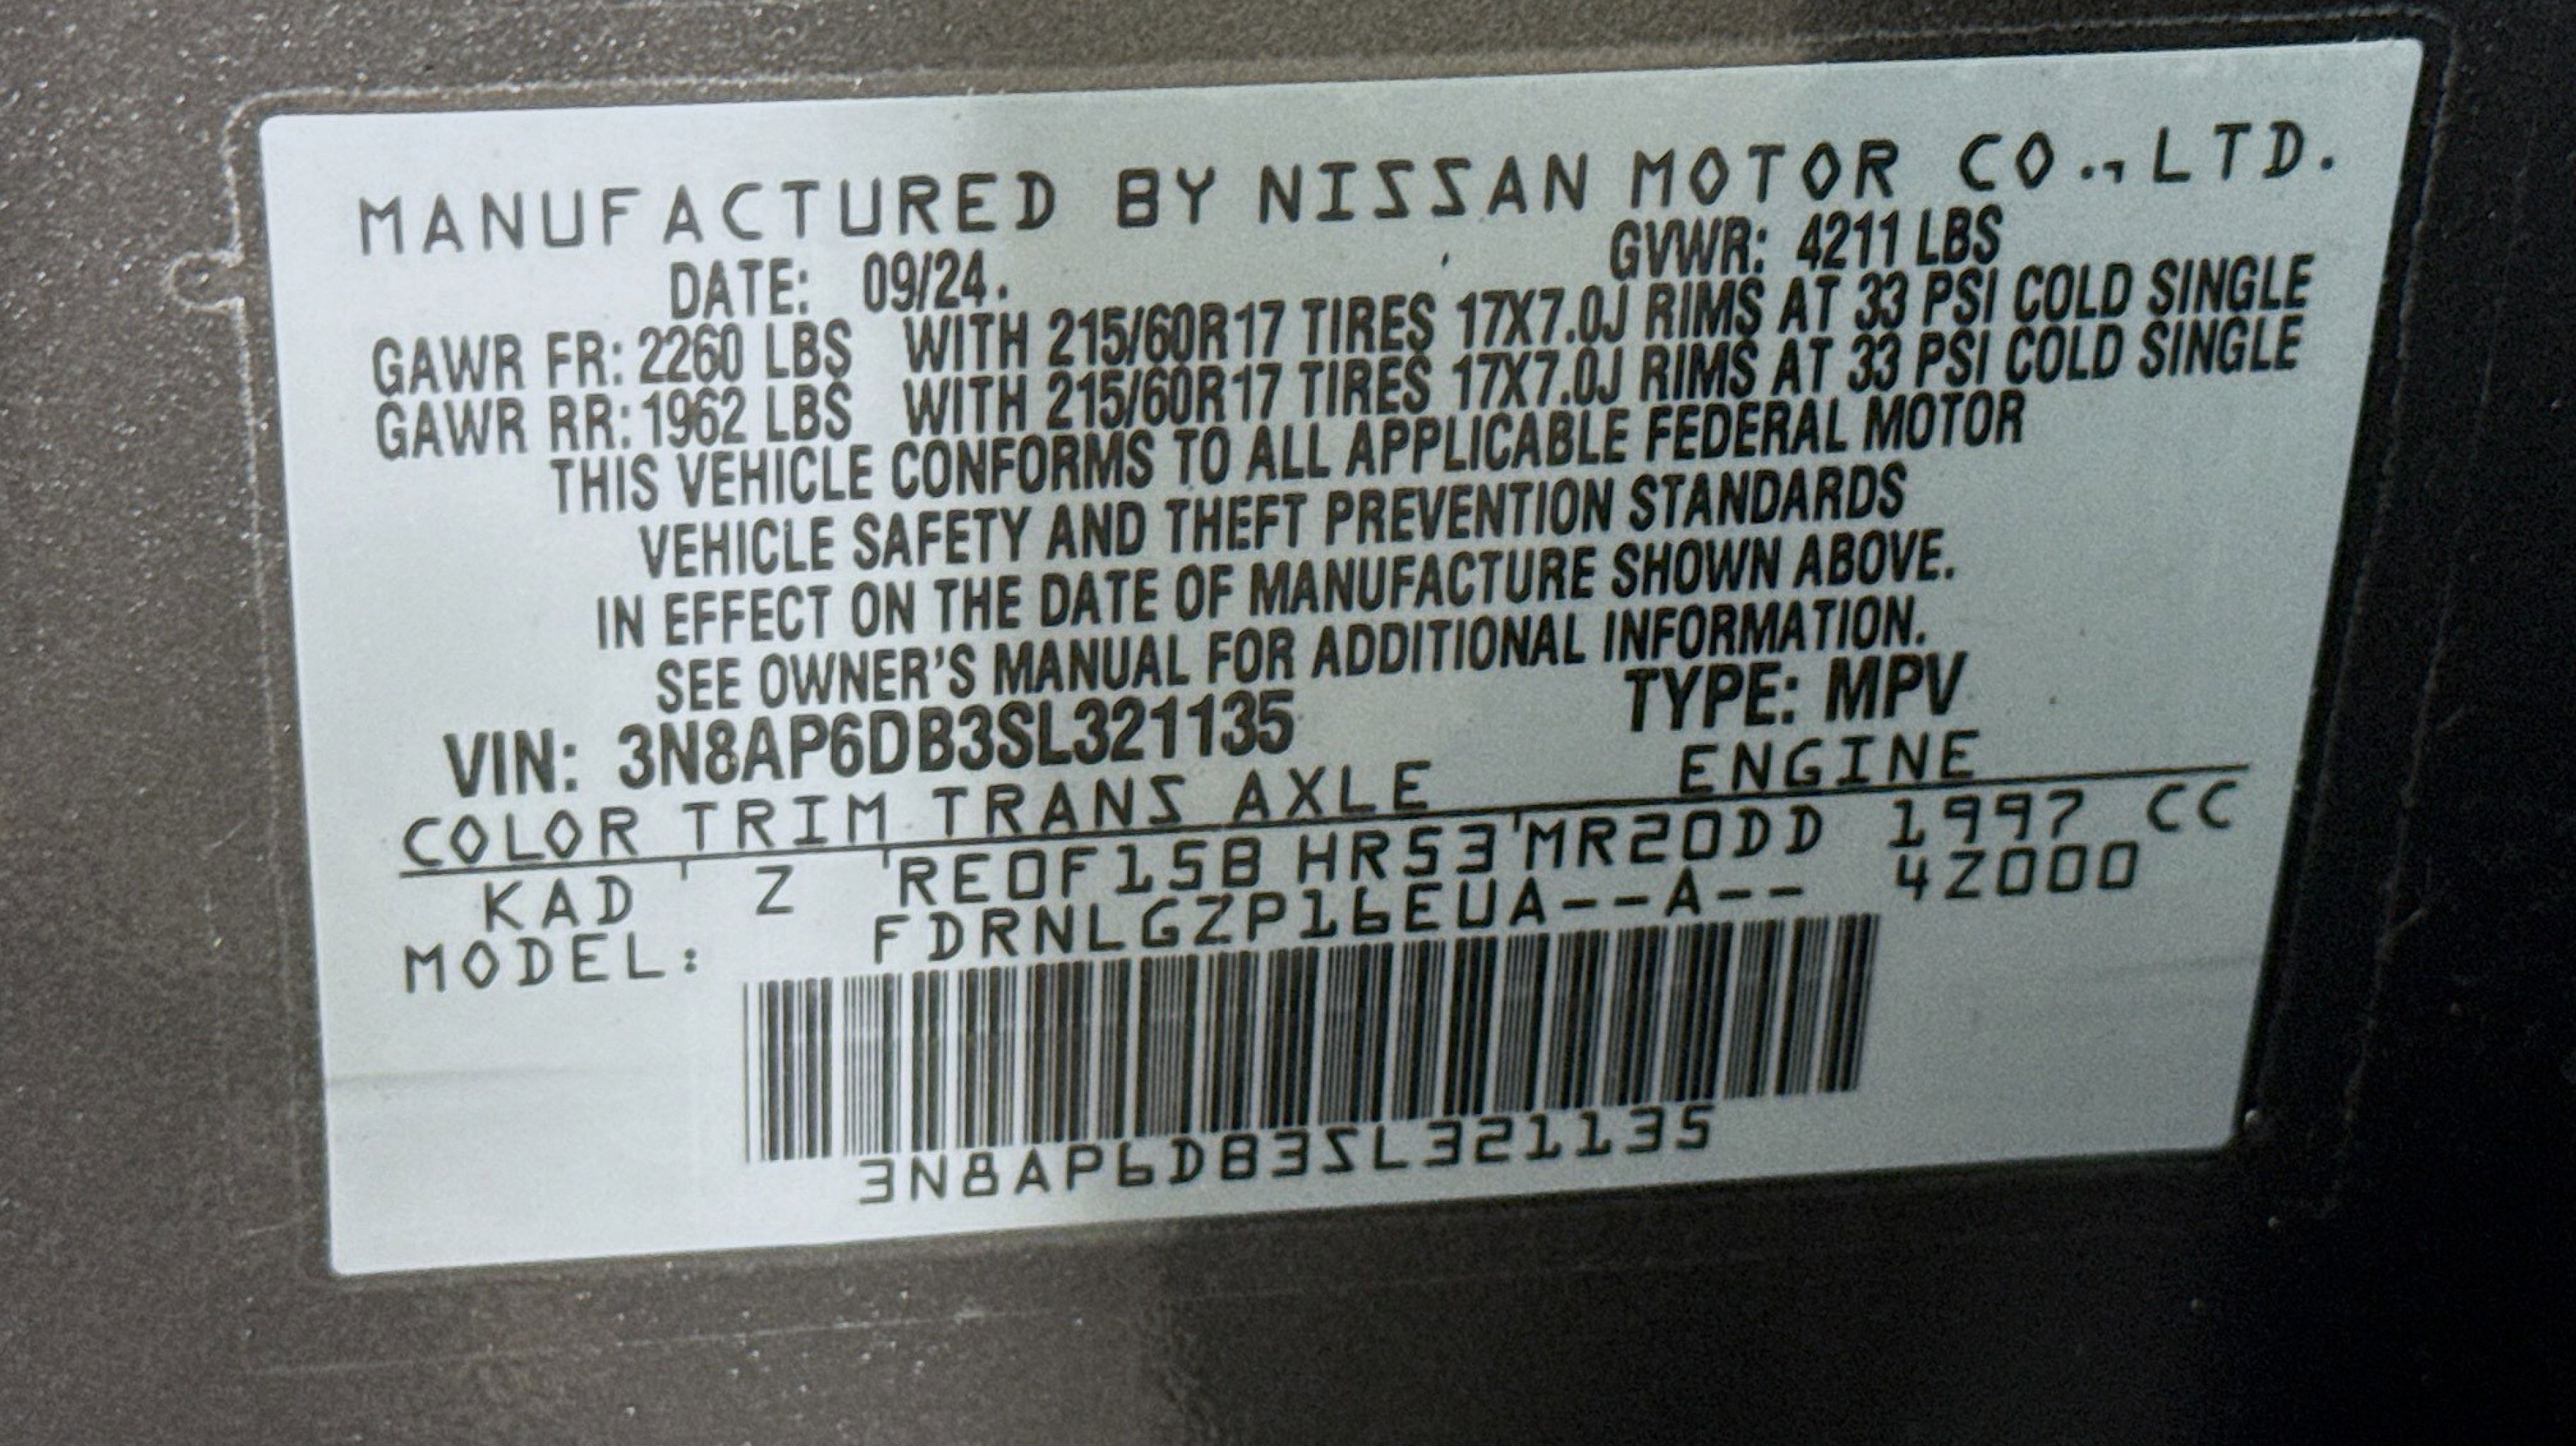 MANUFACTURED BY NISSAN MOTOR CO.,LTD.
DATE: 09/24. GVWR: 4211 LBS
GAWR FR: 2260 LBS WITH 215/60R17 TIRES 17X7.0J RIMS AT 33 PSI COLD SINGLE
GAWR RR: 1962 LBS WITH 215/60R17 TIRES 17X7.0J RIMS AT 33 PSI COLD SINGLE
THIS VEHICLE CONFORMS TO ALL APPLICABLE FEDERAL MOTOR
VEHICLE SAFETY AND THEFT PREVENTION STANDARDS
IN EFFECT ON THE DATE OF MANUFACTURE SHOWN ABOVE.
SEE OWNER'S MANUAL FOR ADDITIONAL INFORMATION.
VIN: 3N8AP6DB3SL321135 TYPE: MPV
COLOR TRIM TRANS AXLE ENGINE
KAD Z RE0F15B HR53 MR20DD 1997 CC
MODEL: FDRNLGZP16EUA--A-- 4Z000
3N8AP6DB3SL321135